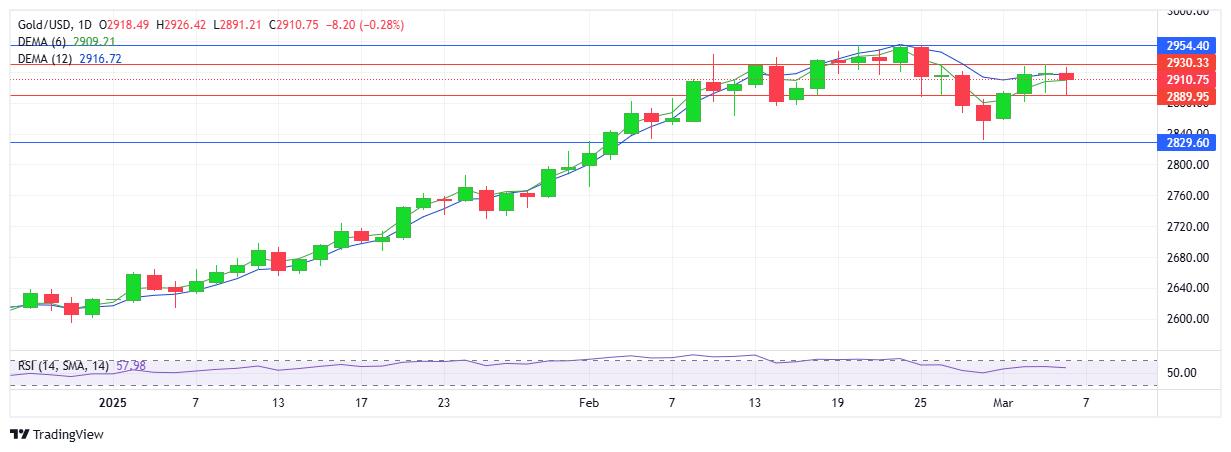 3000.00
Gold/USD, 1D O2918.49 H2926.42 L2891.21 C2910.75 −8.20 (−0.28%)
DEMA (6) 2909.21
DEMA (12) 2916.72
2954.40
2930.33
2910.75
2889.95
2880.00
2840.00
2829.60
2800.00
2760.00
2720.00
2680.00
2640.00
2600.00
RSI (14, SMA, 14) 57.98
50.00
2025 7 13 17 23 Feb 7 13 19 25 Mar 7
TradingView